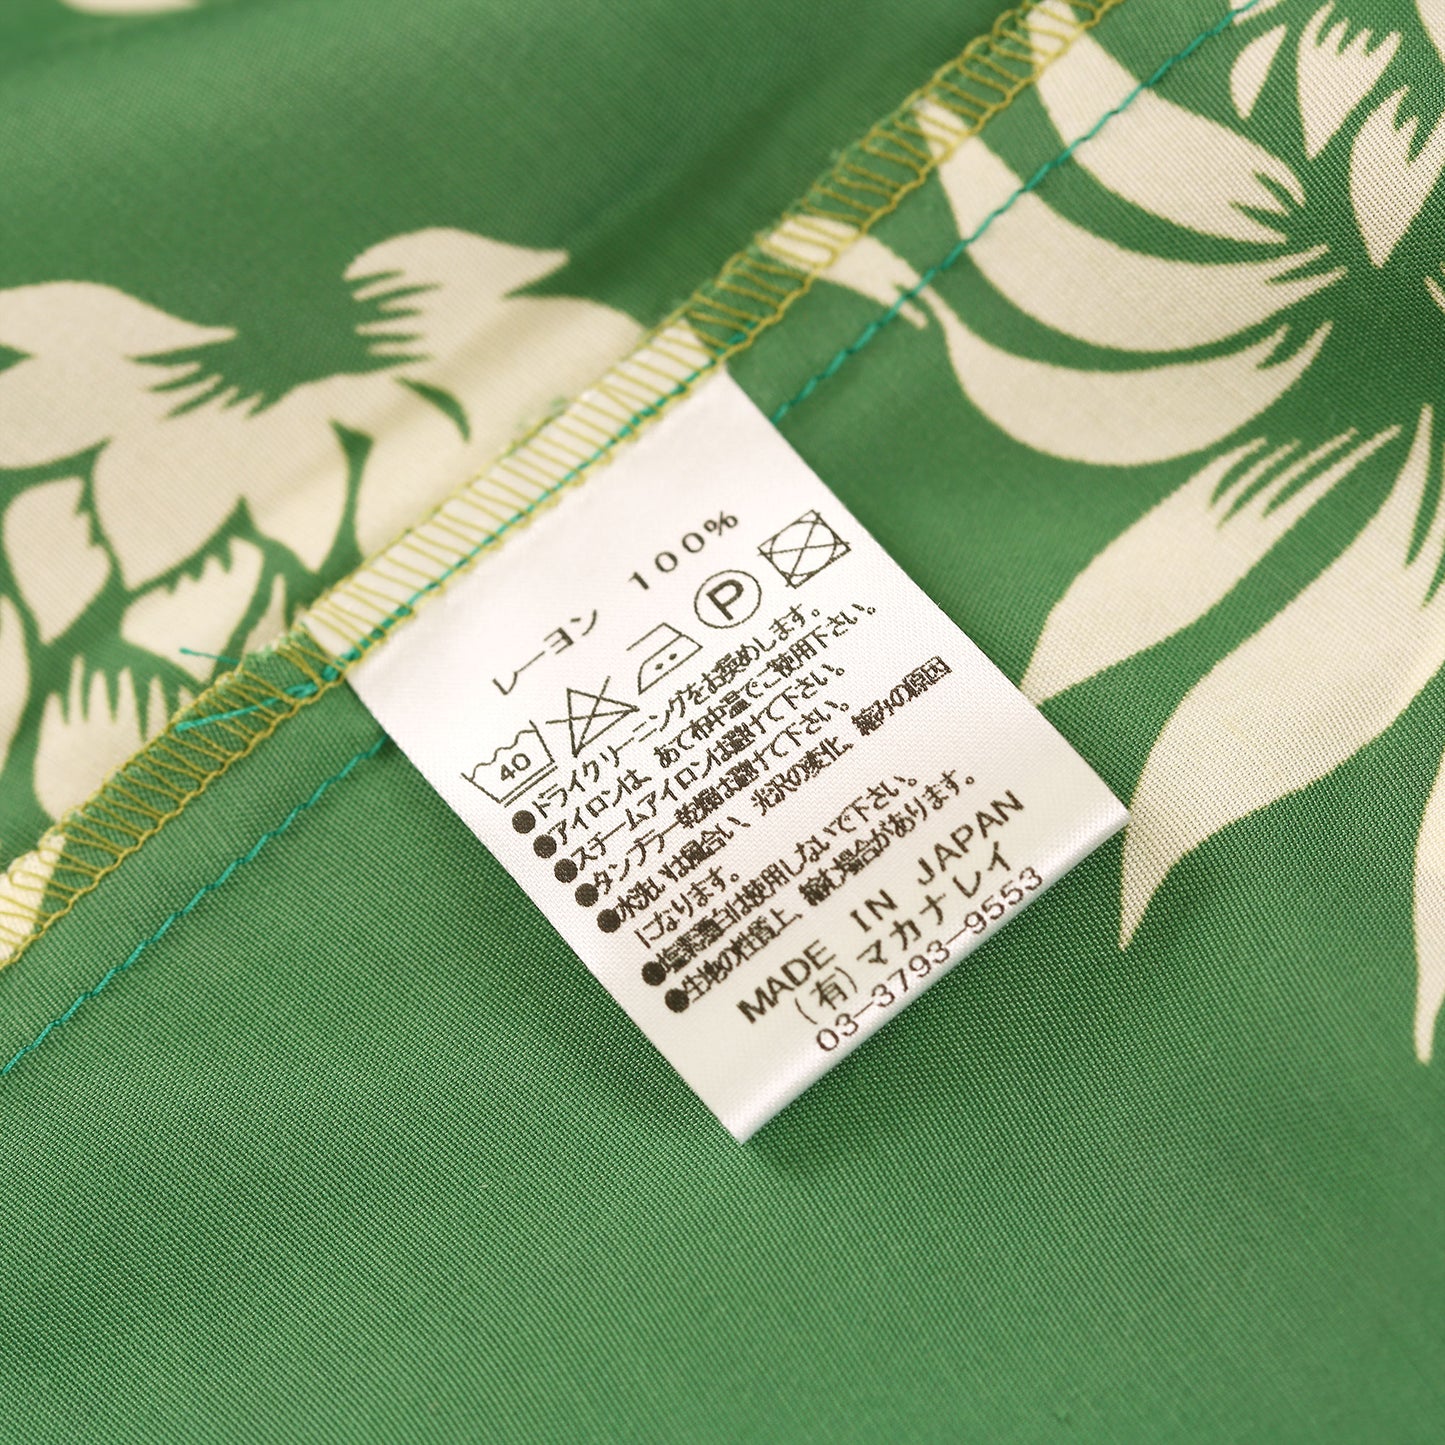 レーヨン 100%
40 P
●ドライクリーニングをお奨めします。
●アイロンは、あて布中温でご使用下さい。
●スチームアイロンは避けて下さい。
●タンブラー乾燥は避けて下さい。
●水洗いは風合い、光沢の変化、縮みの原因
になります。
●塩素漂白は使用しないで下さい。
●生地の性質上、縮む場合があります。
MADE IN JAPAN
(有)マカナレイ
03-3793-9553